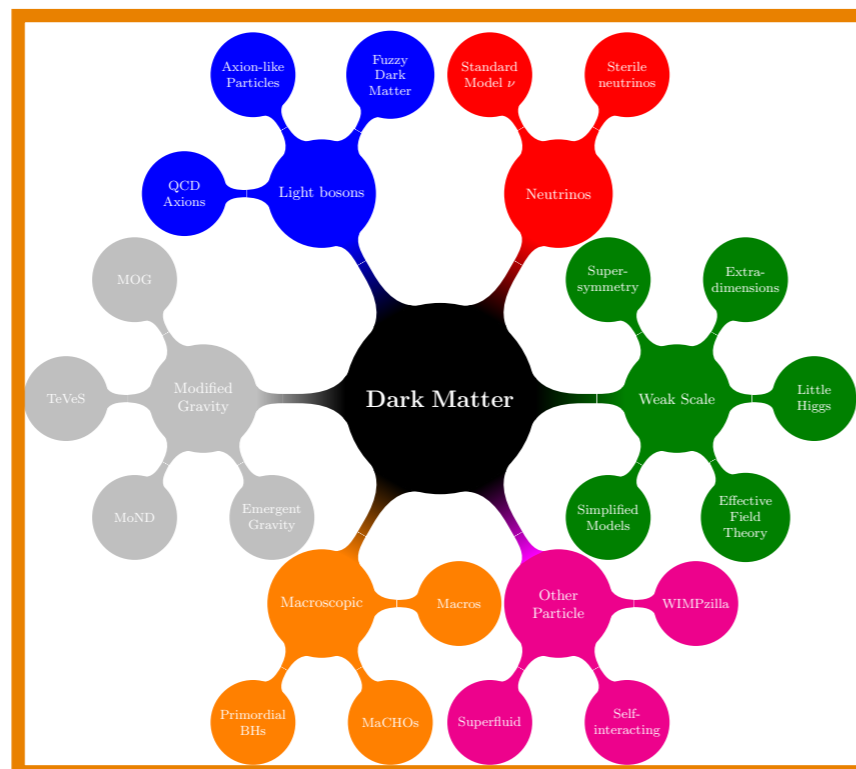 Axion-like
Particles
Fuzzy
Dark
Matter
Standard
Model ν
Sterile
neutrinos
QCD
Axions
Light bosons
Neutrinos
MOG
Super-
symmetry
Extra-
dimensions
TeVeS
Modified
Gravity
Dark Matter
Weak Scale
Little
Higgs
MoND
Emergent
Gravity
Simplified
Models
Effective
Field
Theory
Macroscopic
Macros
Other
Particle
WIMPzilla
Primordial
BHs
MaCHOs
Superfluid
Self-
interacting